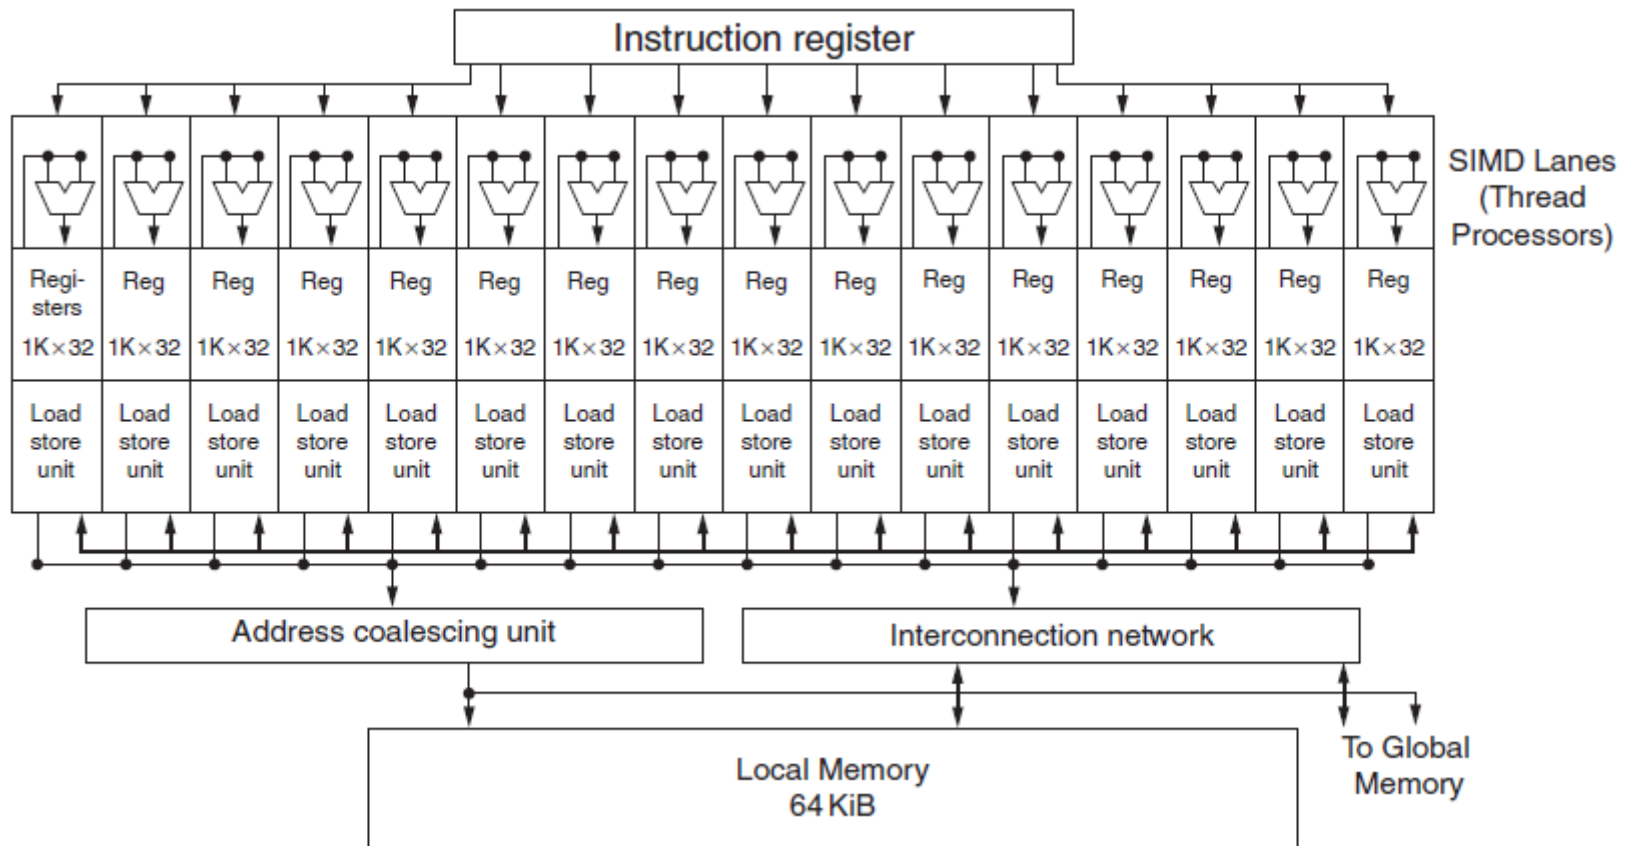 Instruction register
SIMD Lanes
(Thread
Processors)
Regi-
sters
Reg Reg Reg Reg Reg Reg Reg Reg Reg Reg Reg Reg Reg Reg Reg
1K×32 1K×32 1K×32 1K×32 1K×32 1K×32 1K×32 1K×32 1K×32 1K×32 1K×32 1K×32 1K×32 1K×32 1K×32 1K×32
Load Load Load Load Load Load Load Load Load Load Load Load Load Load Load Load
store store store store store store store store store store store store store store store store
unit unit unit unit unit unit unit unit unit unit unit unit unit unit unit unit
Address coalescing unit
Interconnection network
To Global
Memory
Local Memory
64 KiB